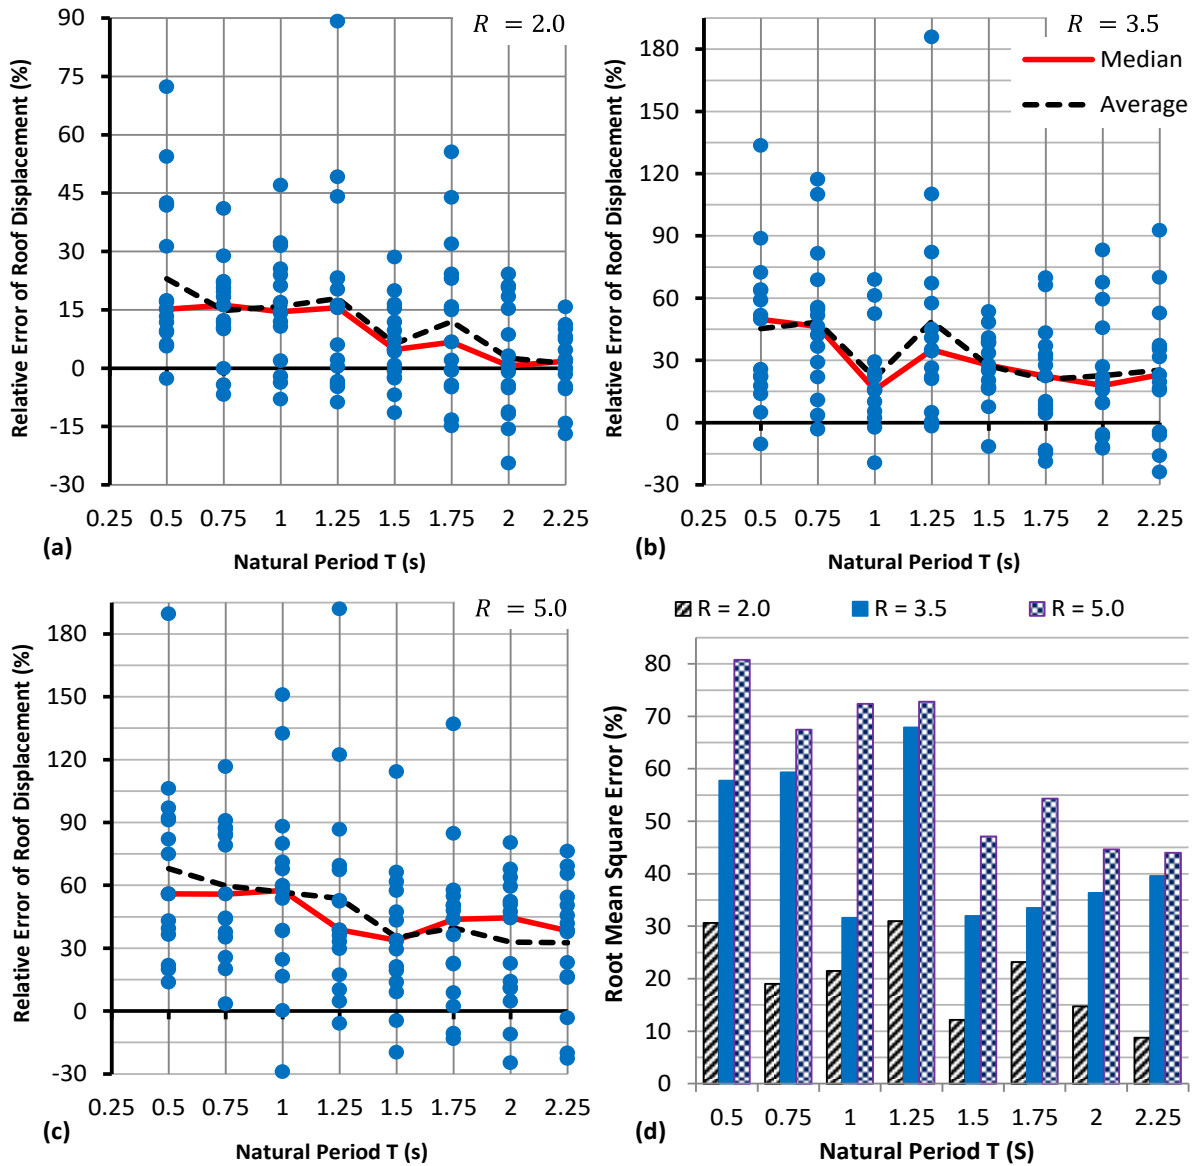 R = 2.0
90
75
60
45
30
15
0
-15
-30
Relative Error of Roof Displacement (%)
0.25 0.5 0.75 1 1.25 1.5 1.75 2 2.25
(a)
Natural Period T (s)
R = 3.5
Median
Average
180
150
120
90
60
30
0
-30
Relative Error of Roof Displacement (%)
0.25 0.5 0.75 1 1.25 1.5 1.75 2 2.25
(b)
Natural Period T (s)
R = 5.0
180
150
120
90
60
30
0
-30
Relative Error of Roof Displacement (%)
0.25 0.5 0.75 1 1.25 1.5 1.75 2 2.25
(c)
Natural Period T (s)
R = 2.0 R = 3.5 R = 5.0
80
70
60
50
40
30
20
10
0
Root Mean Square Error (%)
0.5 0.75 1 1.25 1.5 1.75 2 2.25
(d)
Natural Period T (S)